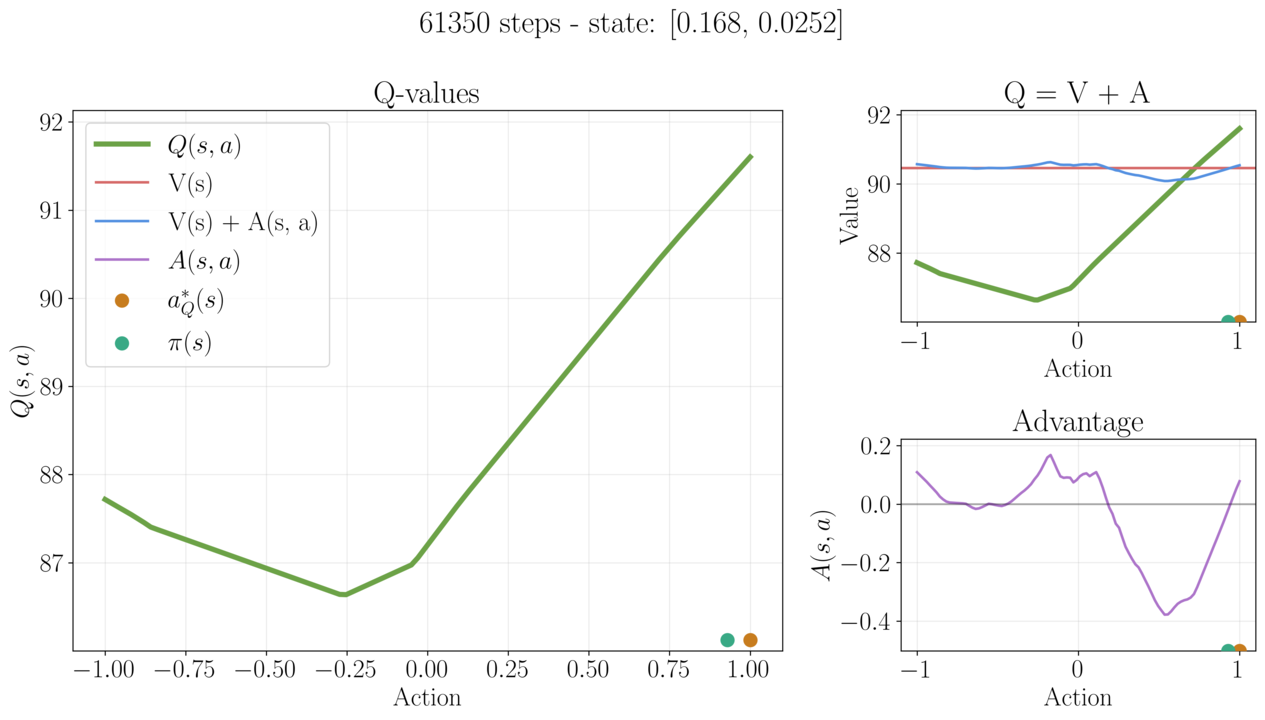 61350 steps - state: [0.168, 0.0252]
Q-values
92
91
90
89
88
87
Q(s, a)
Q(s, a)
V(s)
V(s) + A(s, a)
A(s, a)
a*_Q(s)
π(s)
−1.00 −0.75 −0.50 −0.25 0.00 0.25 0.50 0.75 1.00
Action
Q = V + A
92
90
88
Value
−1 0 1
Action
Advantage
0.2
0.0
−0.2
−0.4
A(s, a)
−1 0 1
Action